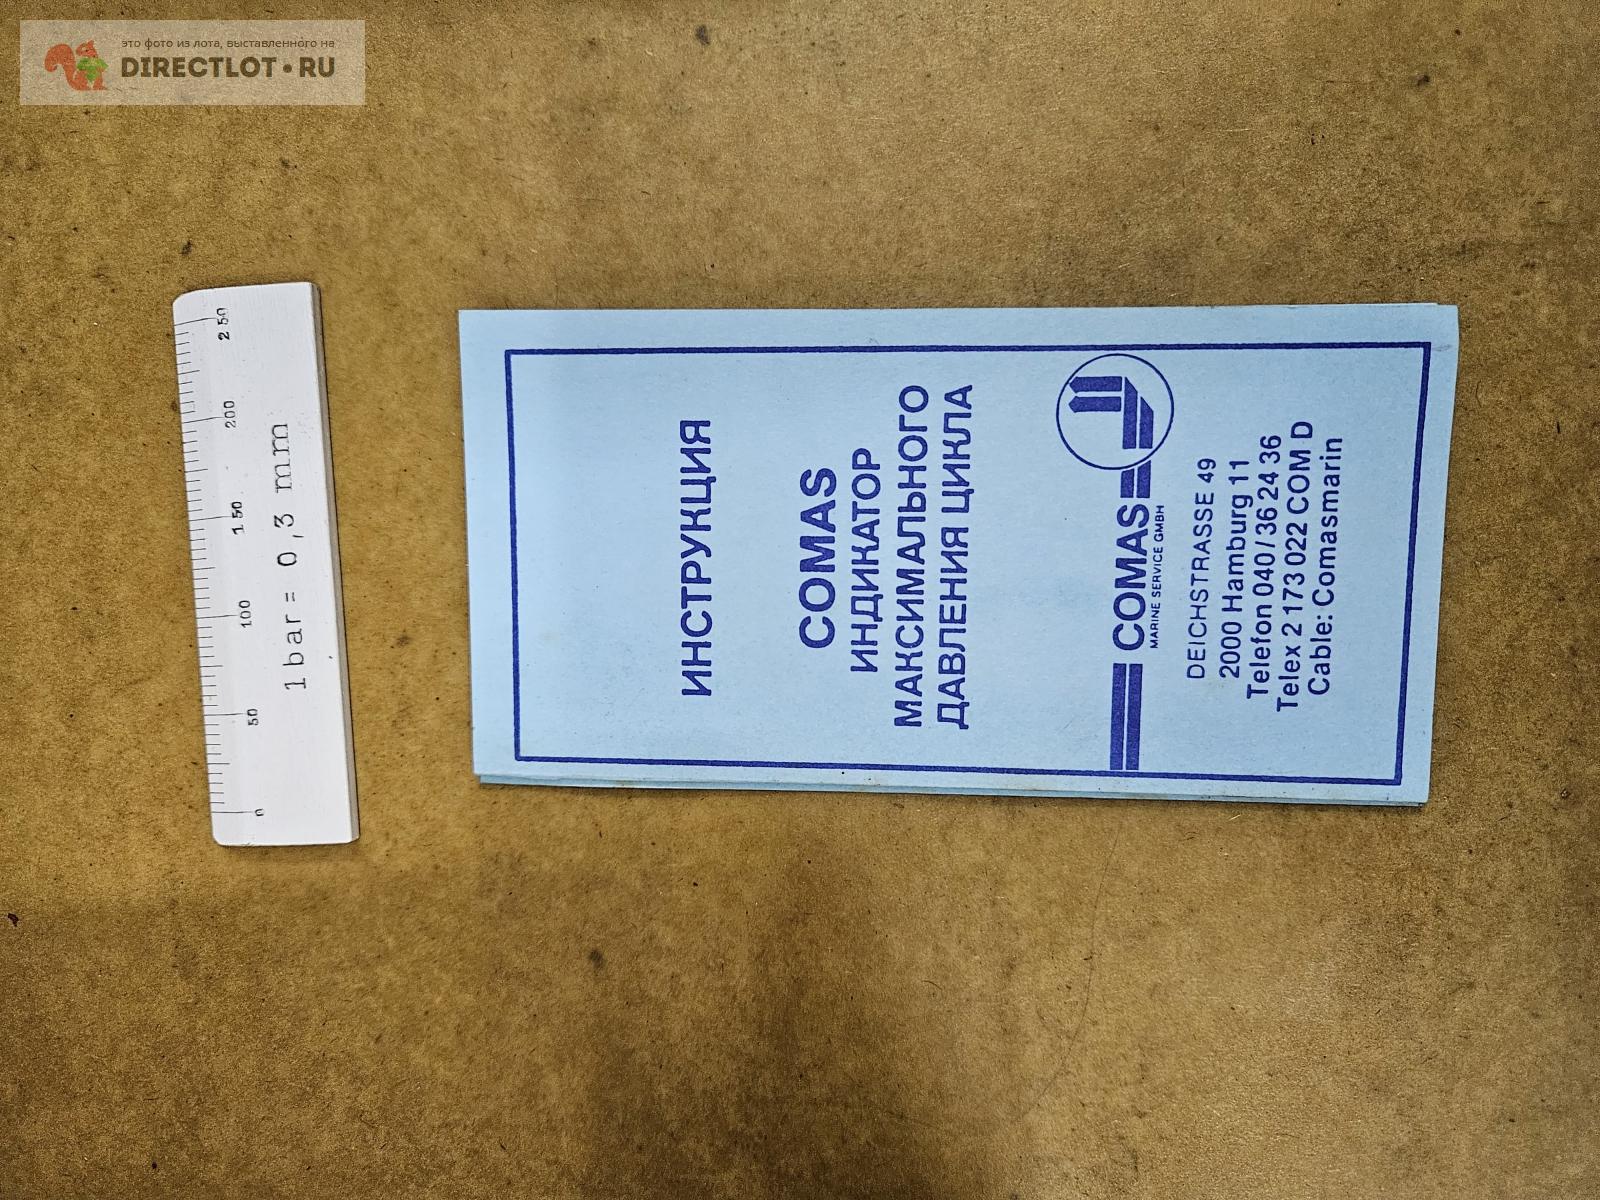 это фото из лота, выставленного на
DIRECTLOT.RU
0 50 100 150 200 250
1 bar = 0,3 mm
ИНСТРУКЦИЯ
COMAS
ИНДИКАТОР
МАКСИМАЛЬНОГО
ДАВЛЕНИЯ ЦИКЛА
COMAS
MARINE SERVICE GMBH
DEICHSTRASSE 49
2000 Hamburg 11
Telefon 040/36 24 36
Telex 2 173 022 COM D
Cable: Comasmarin